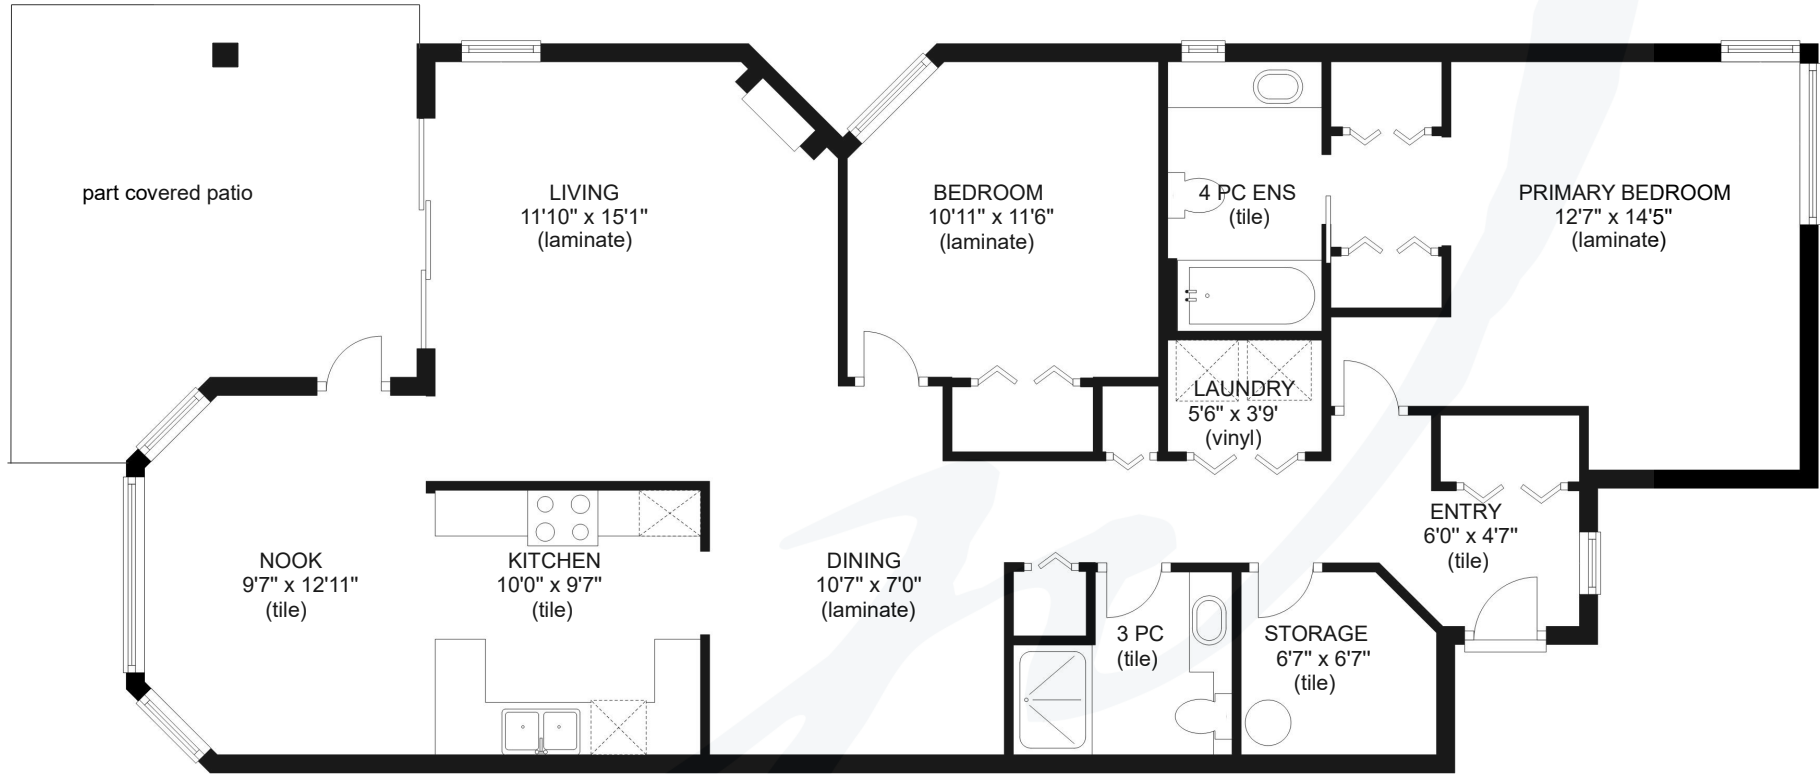 part covered patio
LIVING
11'10" x 15'1"
(laminate)
BEDROOM
10'11" x 11'6"
(laminate)
4 PC ENS
(tile)
PRIMARY BEDROOM
12'7" x 14'5"
(laminate)
LAUNDRY
5'6" x 3'9'
(vinyl)
ENTRY
6'0" x 4'7"
(tile)
NOOK
9'7" x 12'11"
(tile)
KITCHEN
10'0" x 9'7"
(tile)
DINING
10'7" x 7'0"
(laminate)
3 PC
(tile)
STORAGE
6'7" x 6'7"
(tile)